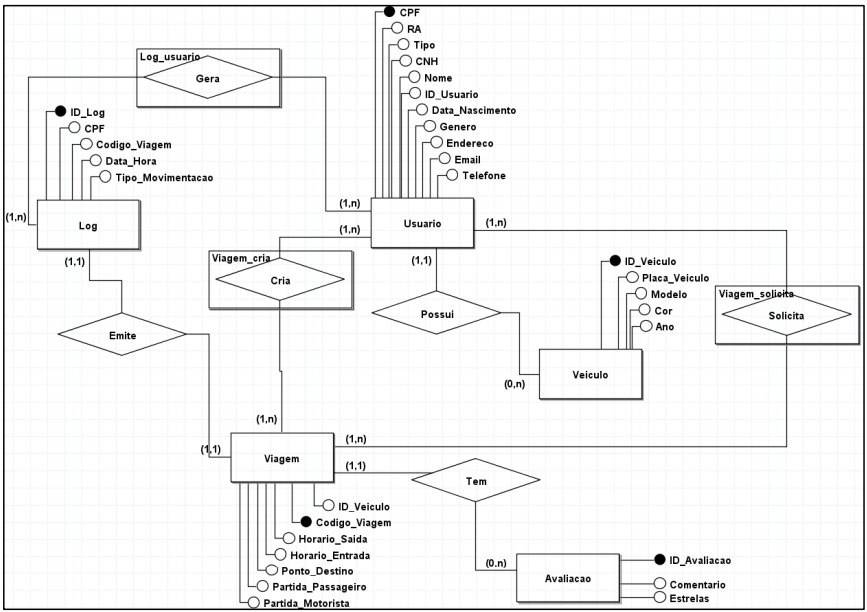 CPF
RA
Tipo
CNH
Nome
ID_Usuario
Data_Nascimento
Genero
Endereco
Email
Telefone
Log_usuario
Gera
ID_Log
CPF
Codigo_Viagem
Data_Hora
Tipo_Movimentacao
(1,n)
Log
(1,1)
(1,n)
(1,n)
Usuario
(1,n)
(1,1)
Viagem_cria
Cria
ID_Veiculo
Placa_Veiculo
Modelo
Cor
Ano
Viagem_solicita
Solicita
Emite
Possui
Veiculo
(0,n)
(1,n)
(1,1)
Viagem
(1,n)
(1,1)
Tem
ID_Veiculo
Codigo_Viagem
Horario_Saida
Horario_Entrada
Ponto_Destino
Partida_Passageiro
Partida_Motorista
(0.n)
Avaliacao
ID_Avaliacao
Comentario
Estrelas